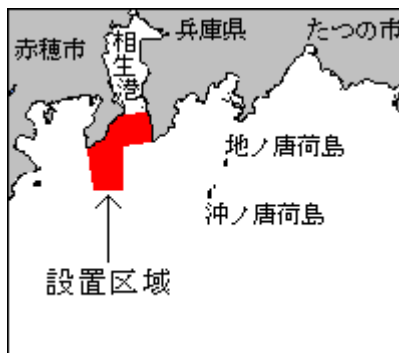 兵庫県
たつの市
赤穂市
相生港
地ノ唐荷島
沖ノ唐荷島
設置区域